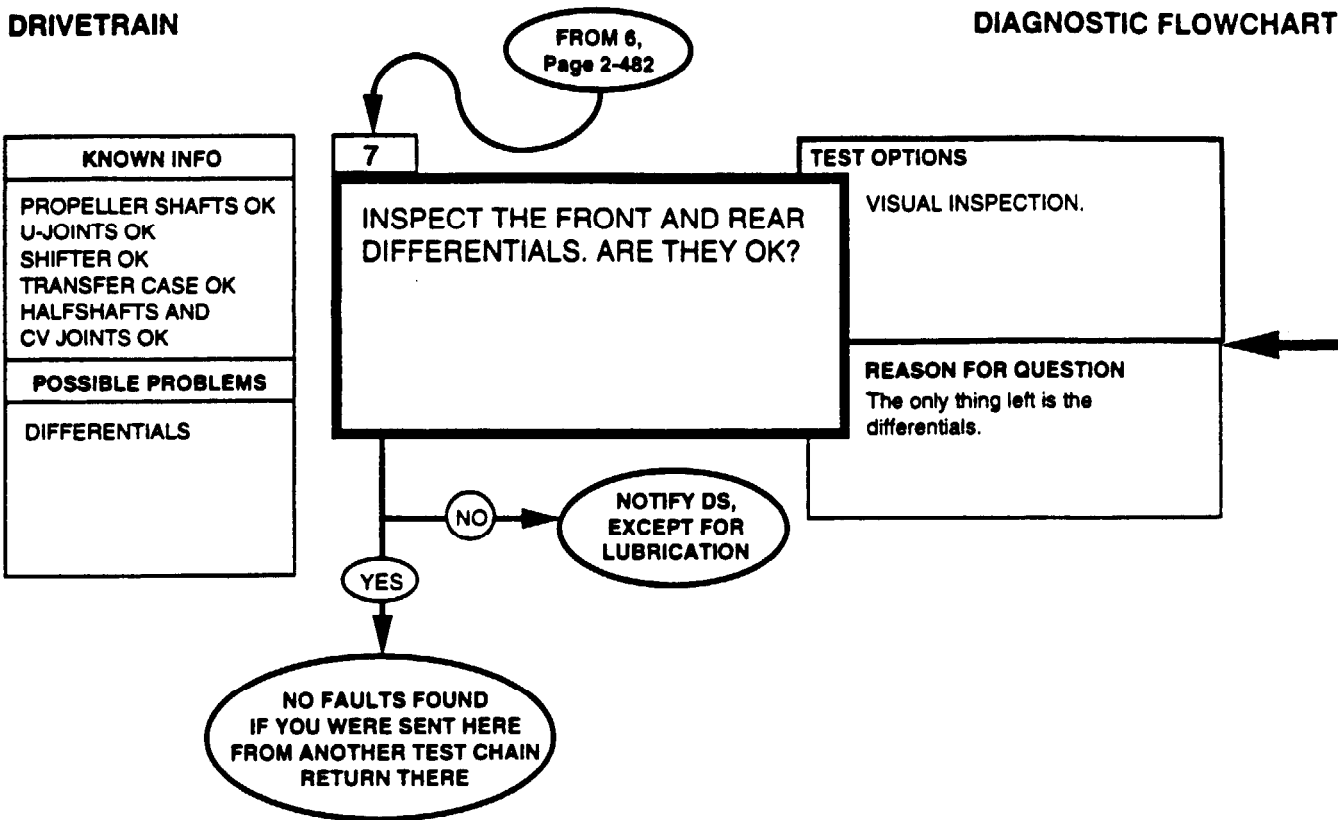 DRIVETRAIN
DIAGNOSTIC FLOWCHART
FROM 6,
Page 2-482
KNOWN INFO
PROPELLER SHAFTS OK
U-JOINTS OK
SHIFTER OK
TRANSFER CASE OK
HALFSHAFTS AND
CV JOINTS OK
POSSIBLE PROBLEMS
DIFFERENTIALS
7
INSPECT THE FRONT AND REAR
DIFFERENTIALS. ARE THEY OK?
TEST OPTIONS
VISUAL INSPECTION.
REASON FOR QUESTION
The only thing left is the
differentials.
NO
NOTIFY DS,
EXCEPT FOR
LUBRICATION
YES
NO FAULTS FOUND
IF YOU WERE SENT HERE
FROM ANOTHER TEST CHAIN
RETURN THERE